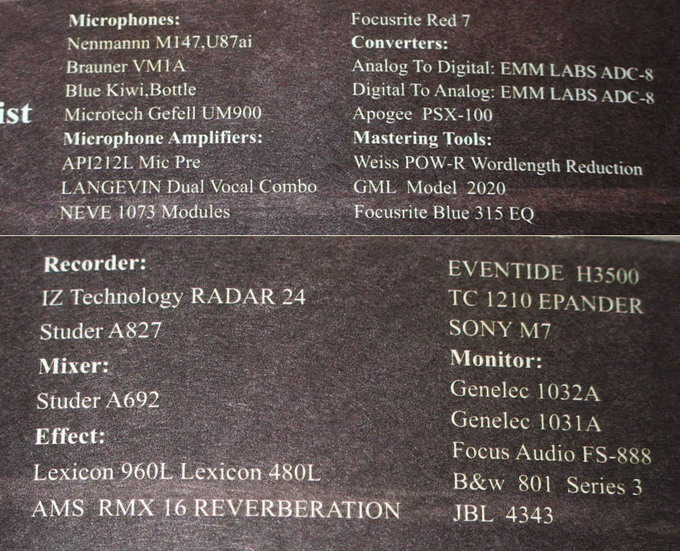 Microphones:
Nenmannn M147,U87ai
Brauner VM1A
Blue Kiwi,Bottle
ist
Microtech Gefell UM900
Microphone Amplifiers:
API212L Mic Pre
LANGEVIN Dual Vocal Combo
NEVE 1073 Modules
Focusrite Red 7
Converters:
Analog To Digital: EMM LABS ADC-8
Digital To Analog: EMM LABS ADC-8
Apogee PSX-100
Mastering Tools:
Weiss POW-R Wordlength Reduction
GML Model 2020
Focusrite Blue 315 EQ
Recorder:
IZ Technology RADAR 24
Studer A827
Mixer:
Studer A692
Effect:
Lexicon 960L Lexicon 480L
AMS RMX 16 REVERBERATION
EVENTIDE H3500
TC 1210 EPANDER
SONY M7
Monitor:
Genelec 1032A
Genelec 1031A
Focus Audio FS-888
B&w 801 Series 3
JBL 4343